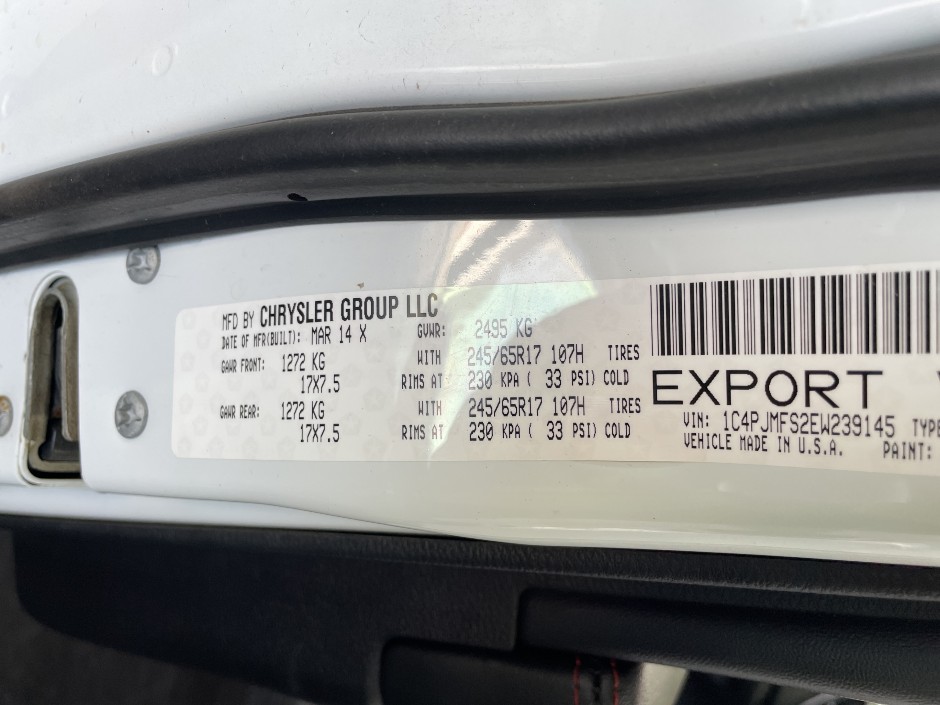 MFD BY CHRYSLER GROUP LLC
DATE OF MFR(BUILT): MAR 14 X GVWR: 2495 KG
GAWR FRONT: 1272 KG WITH 245/65R17 107H TIRES
17X7.5 RIMS AT 230 KPA ( 33 PSI) COLD
GAWR REAR: 1272 KG WITH 245/65R17 107H TIRES
17X7.5 RIMS AT 230 KPA ( 33 PSI) COLD
EXPORT
VIN: 1C4PJMFS2EW239145 TYPE
VEHICLE MADE IN U.S.A. PAINT: